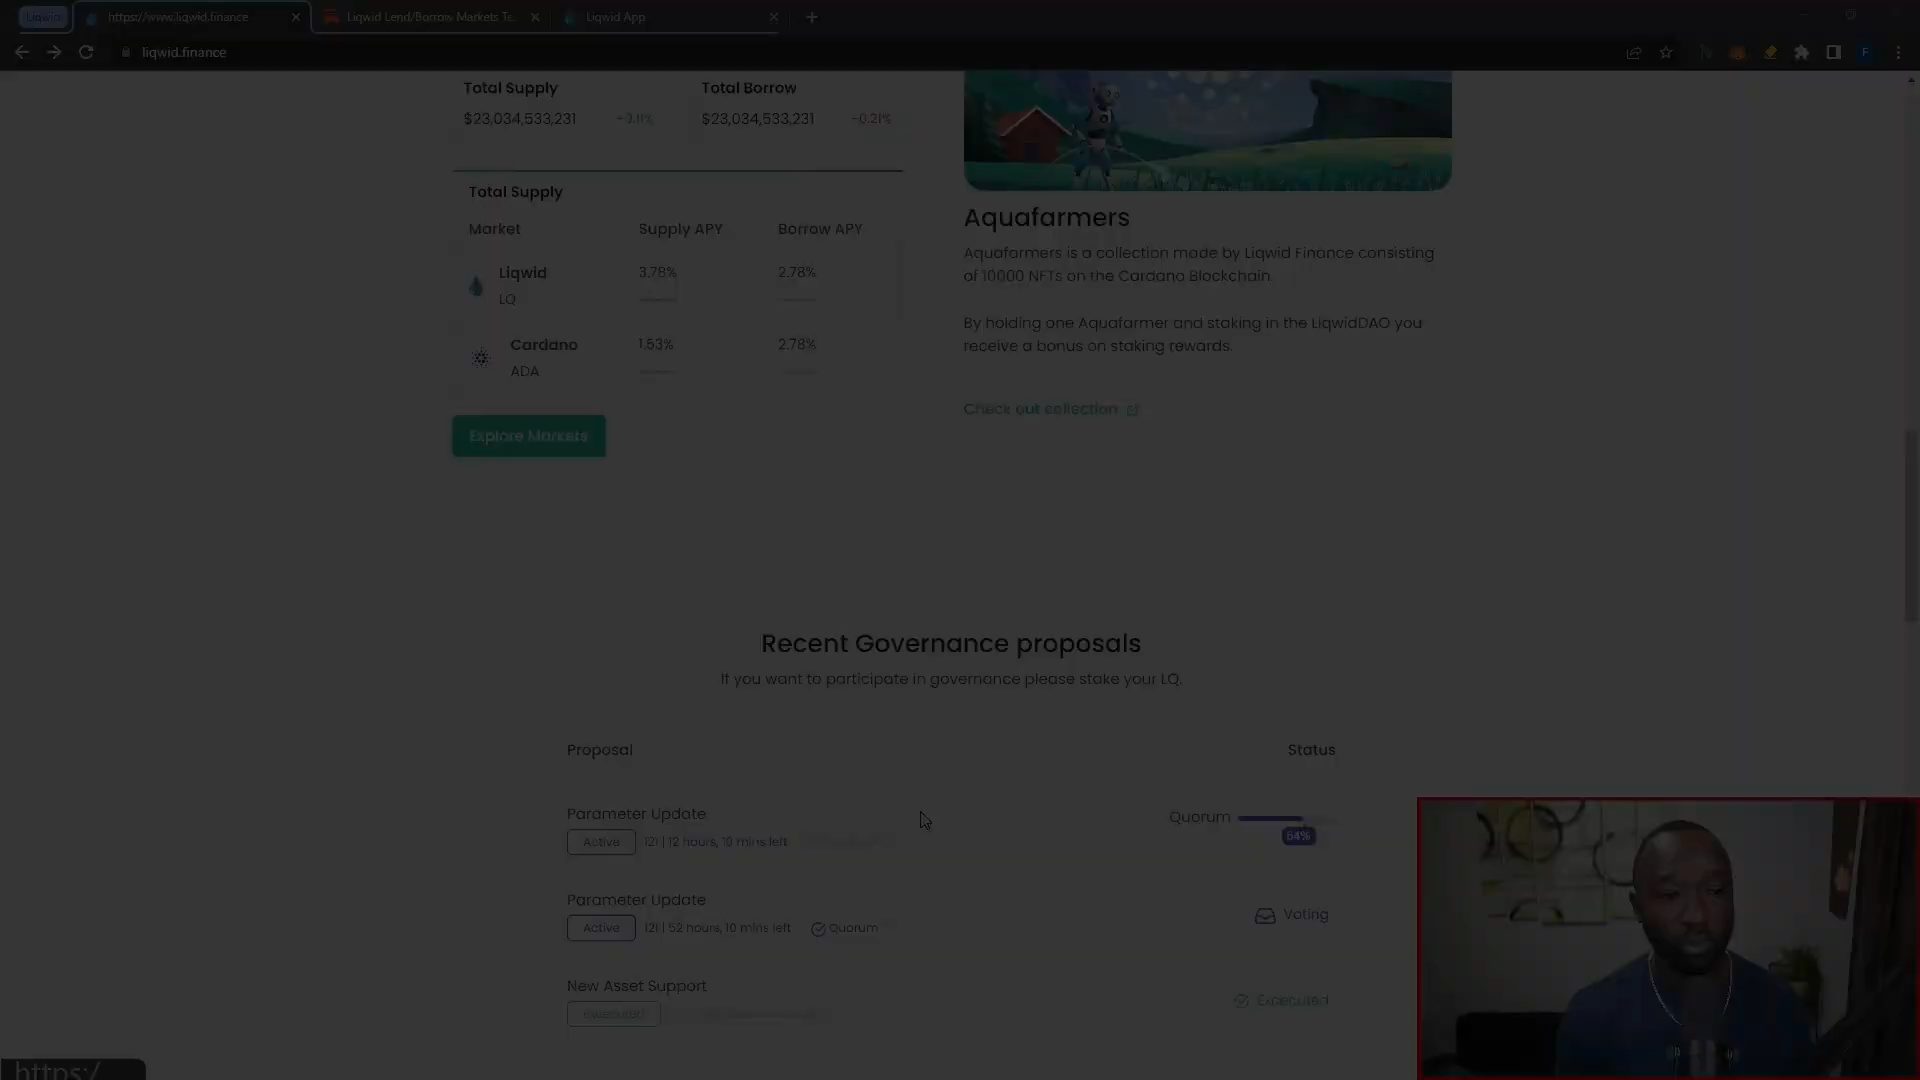 Liqwid
https://www.liqwid.finance
Liqwid Lend/Borrow Markets Te
Liqwid App
liqwid.finance
F
Total Supply
Total Borrow
$23,034,533,231
$23,034,533,231
-0.21%
Total Supply
Market
Supply APY
Borrow APY
Liqwid
3.78%
2.78%
LQ
Cardano
1.53%
2.78%
ADA
Explore Markets
Aquafarmers
Aquafarmers is a collection made by Liqwid Finance consisting
of 10000 NFTs on the Cardano Blockchain.
By holding one Aquafarmer and staking in the LiqwidDAO you
receive a bonus on staking rewards.
Check out collection
Recent Governance proposals
If you want to participate in governance please stake your LQ.
Proposal
Status
Parameter Update
Quorum
64%
Active
12 hours, 10 mins left
Parameter Update
Voting
Active
52 hours, 10 mins left
Quorum
New Asset Support
Executed
https:/